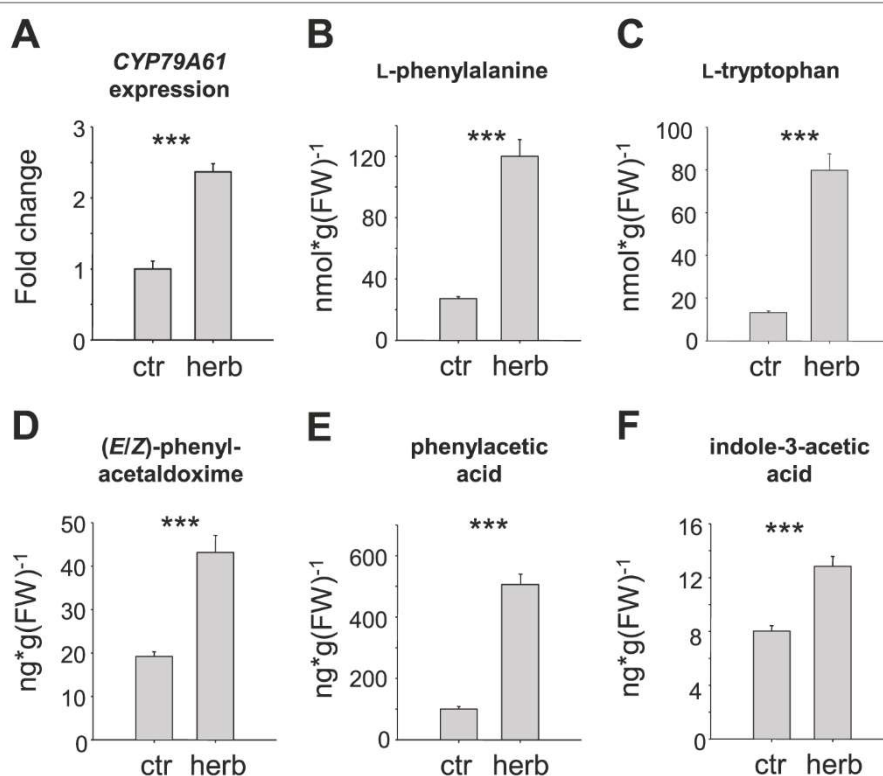 A
CYP79A61
expression
***
Fold change
3
2
1
0
ctr herb
B
L-phenylalanine
***
nmol*g(FW)-1
120
80
40
0
ctr herb
C
L-tryptophan
***
nmol*g(FW)-1
100
80
60
40
20
0
ctr herb
D
(E/Z)-phenyl-
acetaldoxime
***
ng*g(FW)-1
50
40
30
20
10
0
ctr herb
E
phenylacetic
acid
***
ng*g(FW)-1
600
400
200
0
ctr herb
F
indole-3-acetic
acid
***
ng*g(FW)-1
16
12
8
4
0
ctr herb